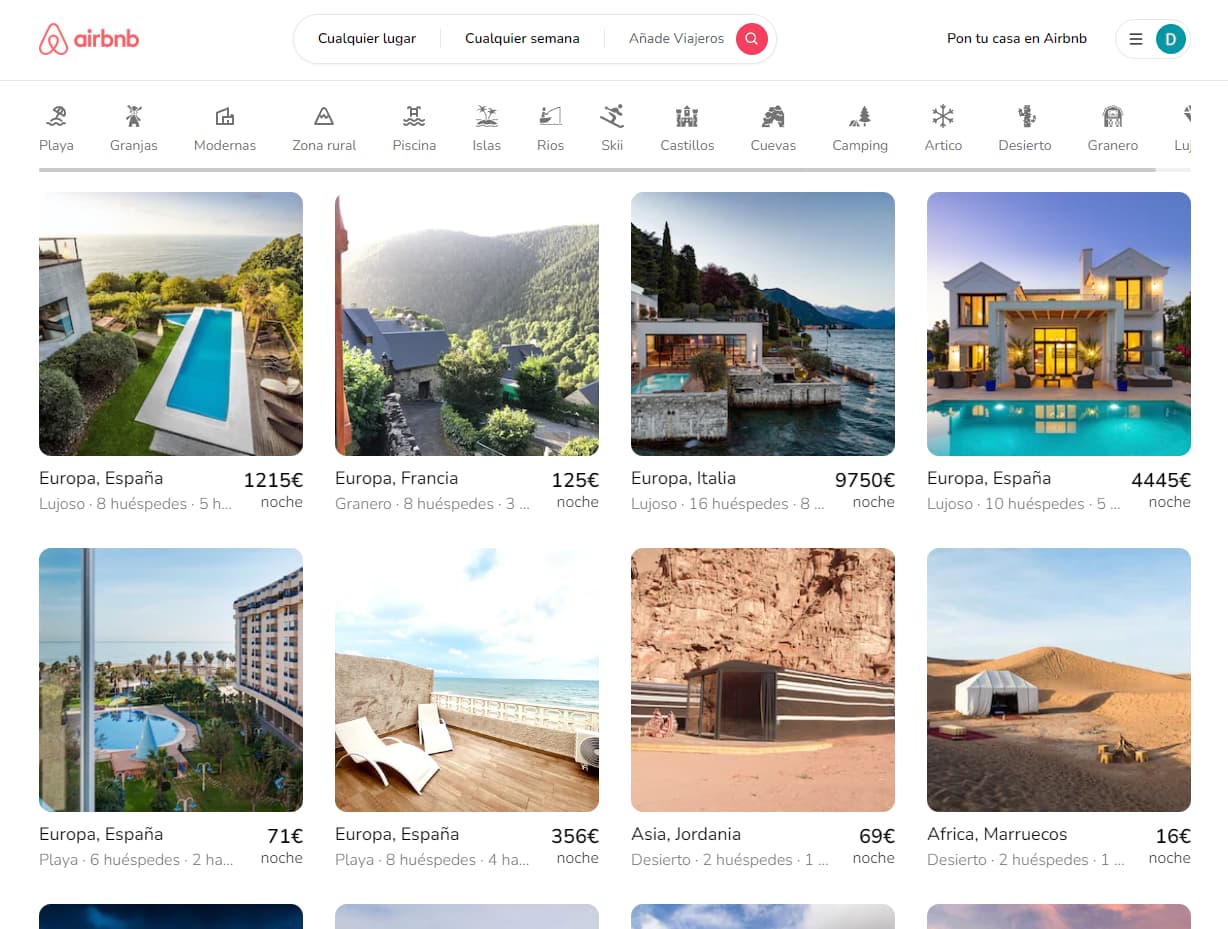 airbnb
Cualquier lugar
Cualquier semana
Añade Viajeros
Pon tu casa en Airbnb
D
Playa
Granjas
Modernas
Zona rural
Piscina
Islas
Rios
Skii
Castillos
Cuevas
Camping
Artico
Desierto
Granero
Luj
Europa, España
1215€
Lujoso · 8 huéspedes · 5 h...
noche
Europa, Francia
125€
Granero · 8 huéspedes · 3 ...
noche
Europa, Italia
9750€
Lujoso · 16 huéspedes · 8 ...
noche
Europa, España
4445€
Lujoso · 10 huéspedes · 5 ...
noche
Europa, España
71€
Playa · 6 huéspedes · 2 ha...
noche
Europa, España
356€
Playa · 8 huéspedes · 4 ha...
noche
Asia, Jordania
69€
Desierto · 2 huéspedes · 1 ...
noche
Africa, Marruecos
16€
Desierto · 2 huéspedes · 1 ...
noche